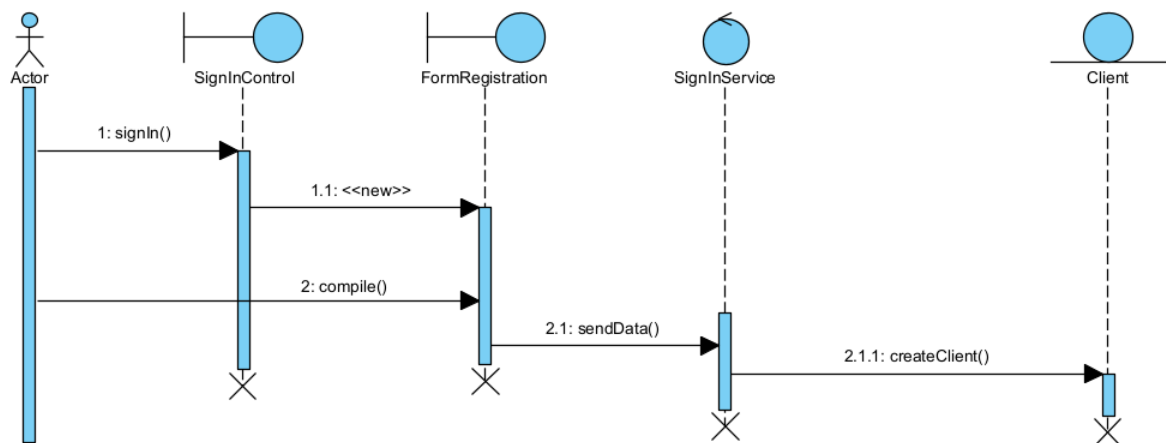 Actor
SignInControl
FormRegistration
SignInService
Client
1: signIn()
1.1: <<new>>
2: compile()
2.1: sendData()
2.1.1: createClient()